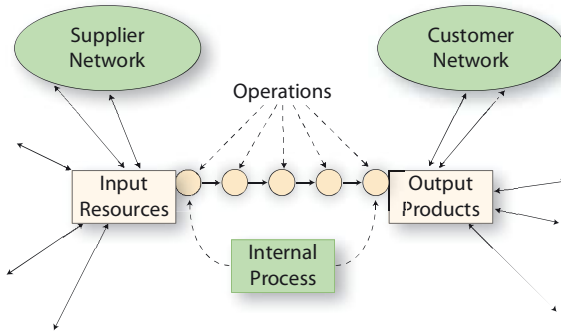 Supplier
Network
Customer
Network
Operations
Input
Resources
Output
Products
Internal
Process